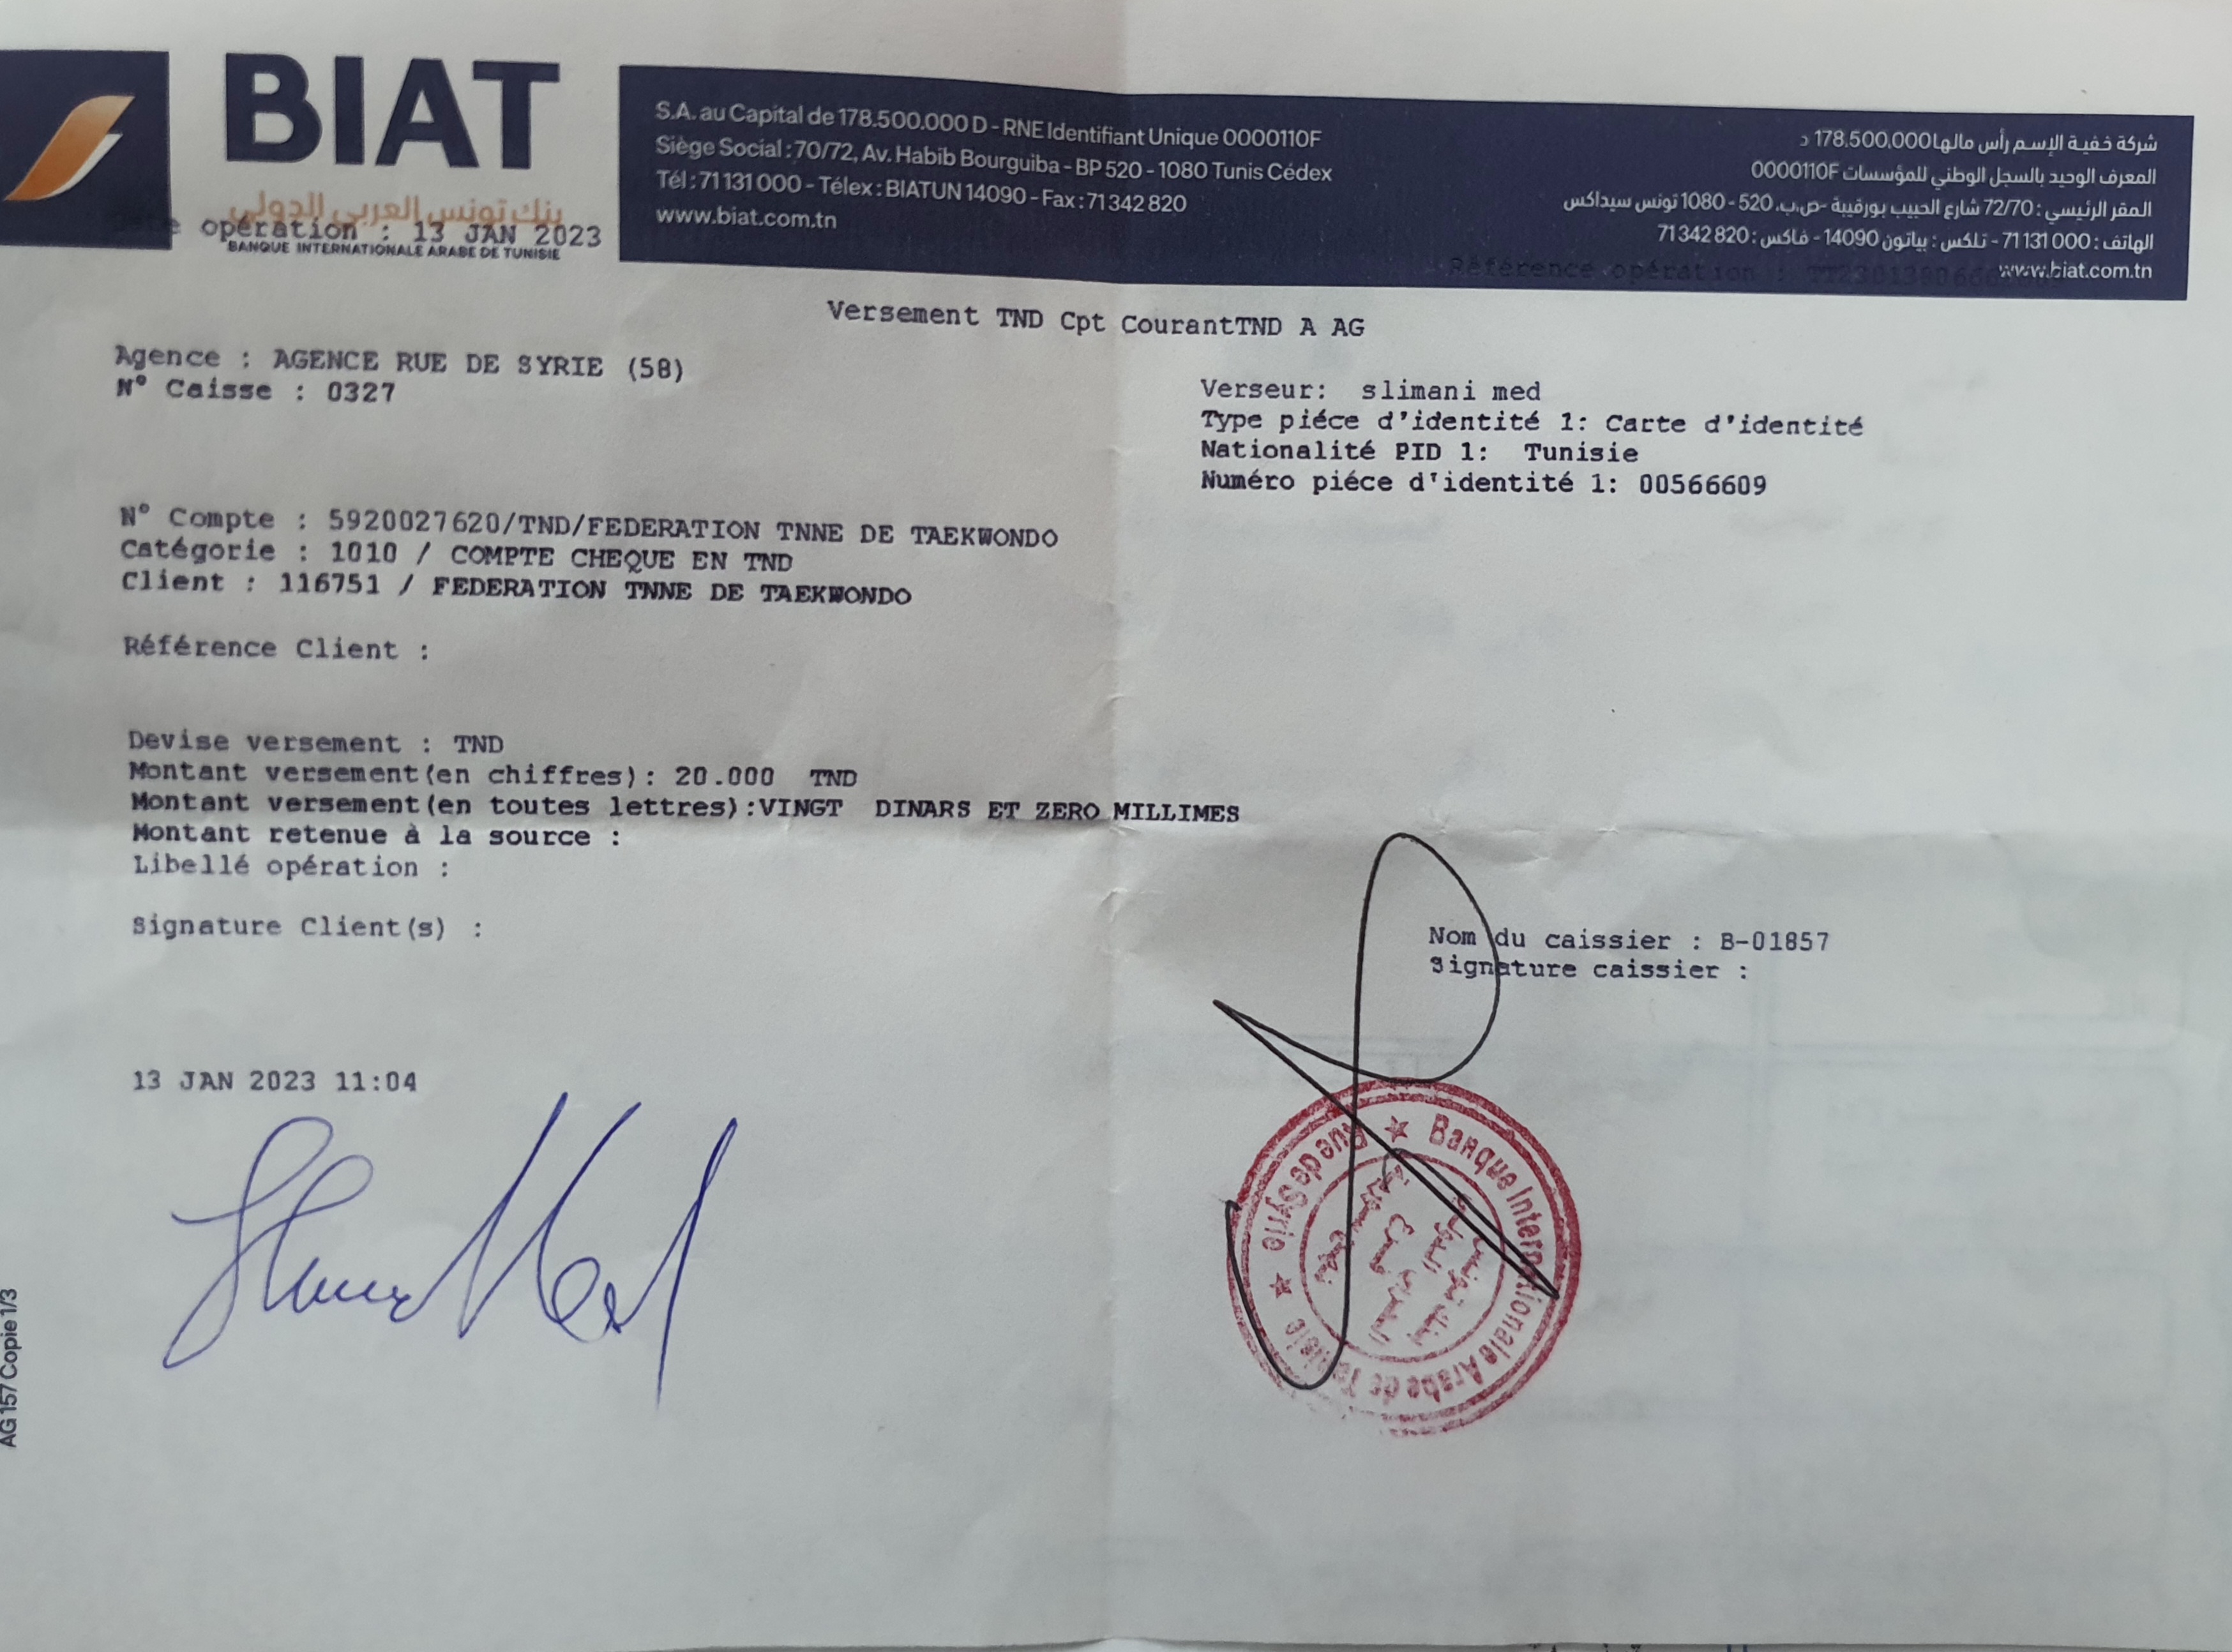 BIAT
بنك تونس العربي الدولي
opération : 13 JAN 2023
BANQUE INTERNATIONALE ARABE DE TUNISIE
S.A. au Capital de 178.500.000 D - RNE Identifiant Unique 0000110F
Siège Social : 70/72, Av. Habib Bourguiba - BP 520 - 1080 Tunis Cédex
Tél : 71 131 000 - Télex : BIATUN 14090 - Fax : 71 342 820
www.biat.com.tn
شركة خفية الإسم رأس مالها 178.500.000 د
المعرف الوحيد بالسجل الوطني للمؤسسات 0000110F
المقر الرئيسي : 72/70 شارع الحبيب بورقيبة -ص.ب. 520 - 1080 تونس سيداكس
الهاتف : 000 131 71 - تلكس : بياتون 14090 - فاكس : 820 342 71
www.biat.com.tn
Référence opération :
Versement TND Cpt CourantTND A AG
Agence : AGENCE RUE DE SYRIE (58)
N° Caisse : 0327
Verseur: slimani med
Type piéce d'identité 1: Carte d'identité
Nationalité PID 1: Tunisie
Numéro piéce d'identité 1: 00566609
N° Compte : 5920027620/TND/FEDERATION TNNE DE TAEKWONDO
Catégorie : 1010 / COMPTE CHEQUE EN TND
Client : 116751 / FEDERATION TNNE DE TAEKWONDO
Référence Client :
Devise versement : TND
Montant versement(en chiffres): 20.000 TND
Montant versement(en toutes lettres):VINGT DINARS ET ZERO MILLIMES
Montant retenue à la source :
Libellé opération :
Signature Client(s) :
Nom du caissier : B-01857
Signature caissier :
13 JAN 2023 11:04
Banque Internationale Arabe de Tunisie ★ Rue de Syrie ★
AG 157 Copie 1/3